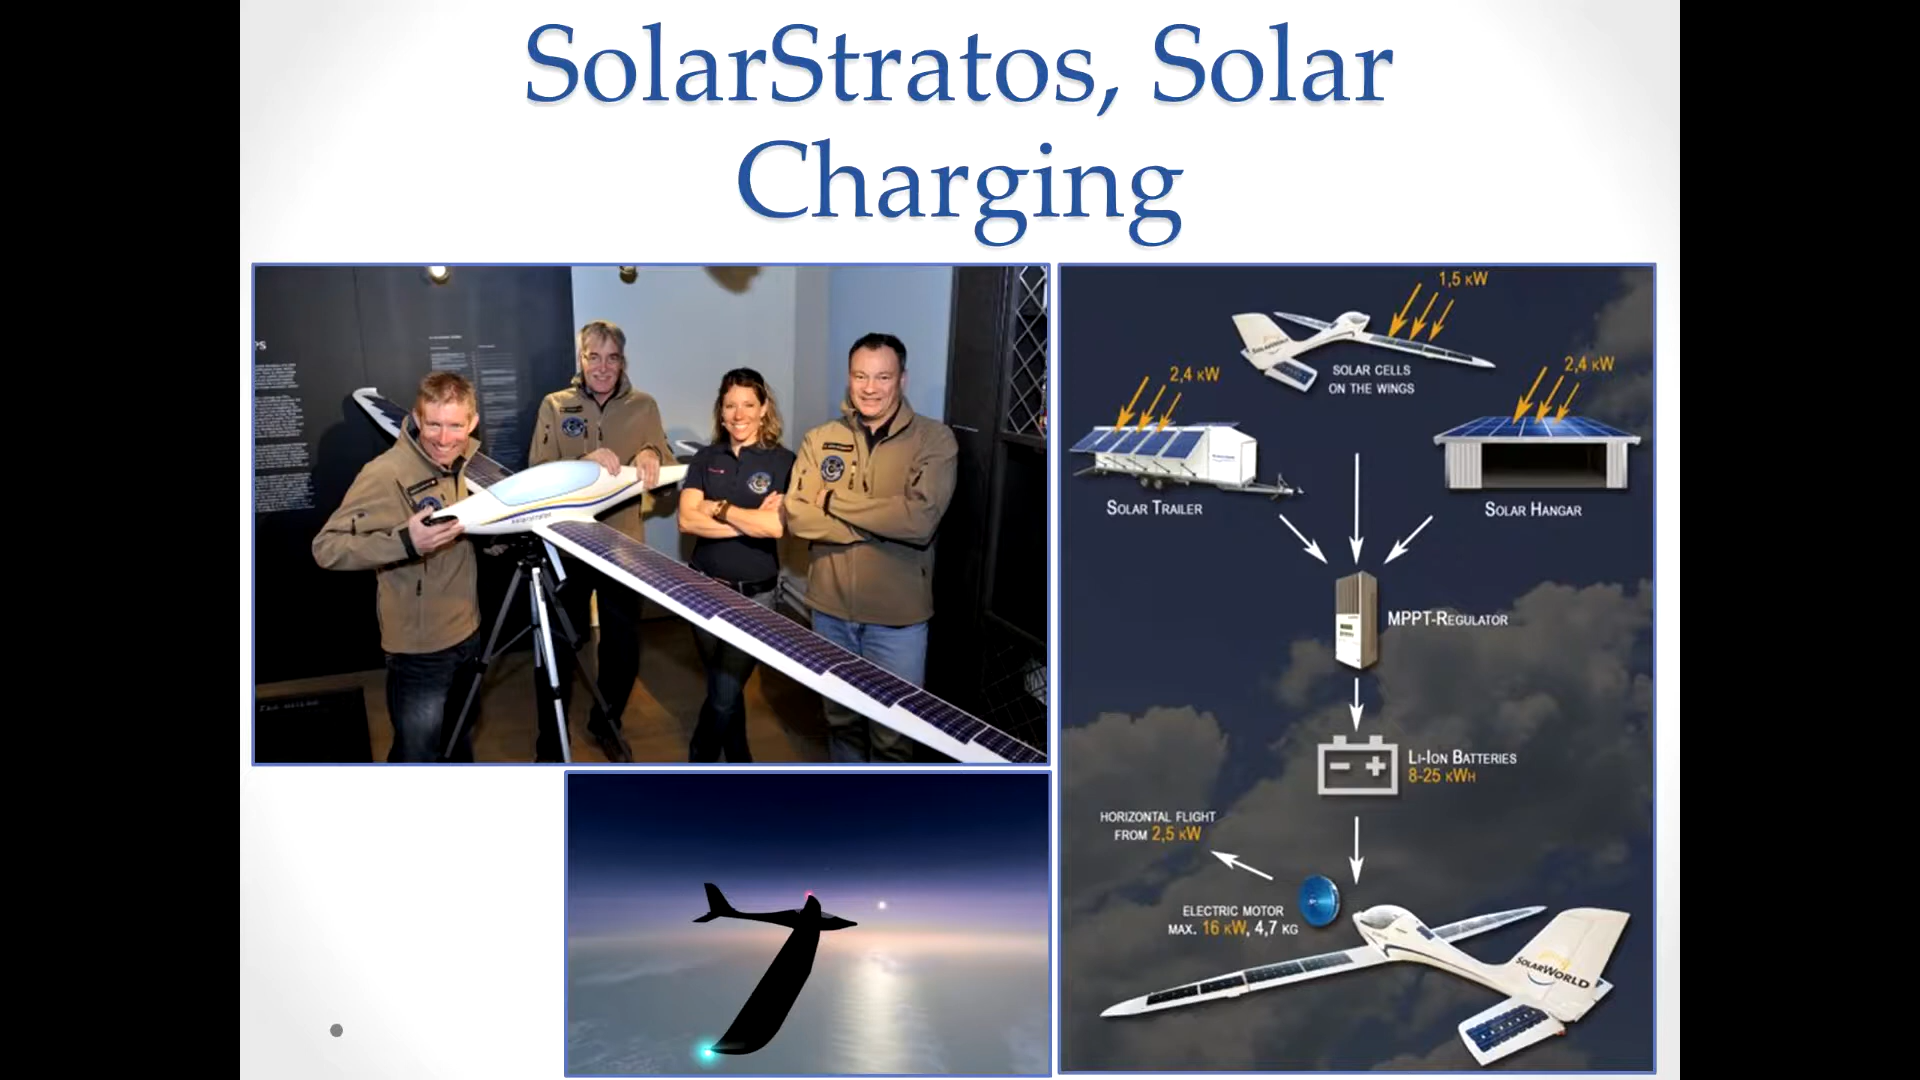 SolarStratos, Solar
Charging
1,5 KW
SOLAR CELLS
ON THE WINGS
2,4 KW
2,4 KW
SOLAR TRAILER
SOLAR HANGAR
MPPT-REGULATOR
LI-ION BATTERIES
8-25 KWH
HORIZONTAL FLIGHT
FROM 2,5 KW
ELECTRIC MOTOR
MAX. 16 KW, 4,7 KG
SOLARWORLD